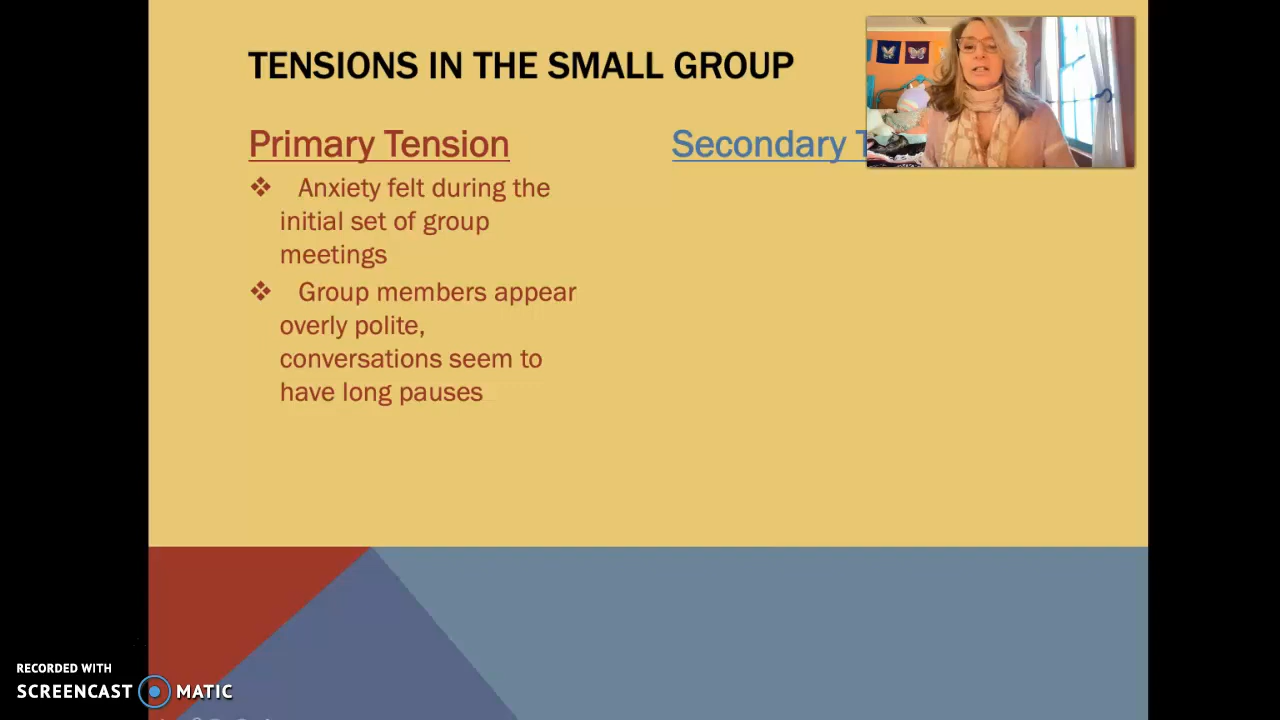 TENSIONS IN THE SMALL GROUP
Primary Tension
❖ Anxiety felt during the
initial set of group
meetings
❖ Group members appear
overly polite,
conversations seem to
have long pauses
Secondary
RECORDED WITH
SCREENCAST MATIC